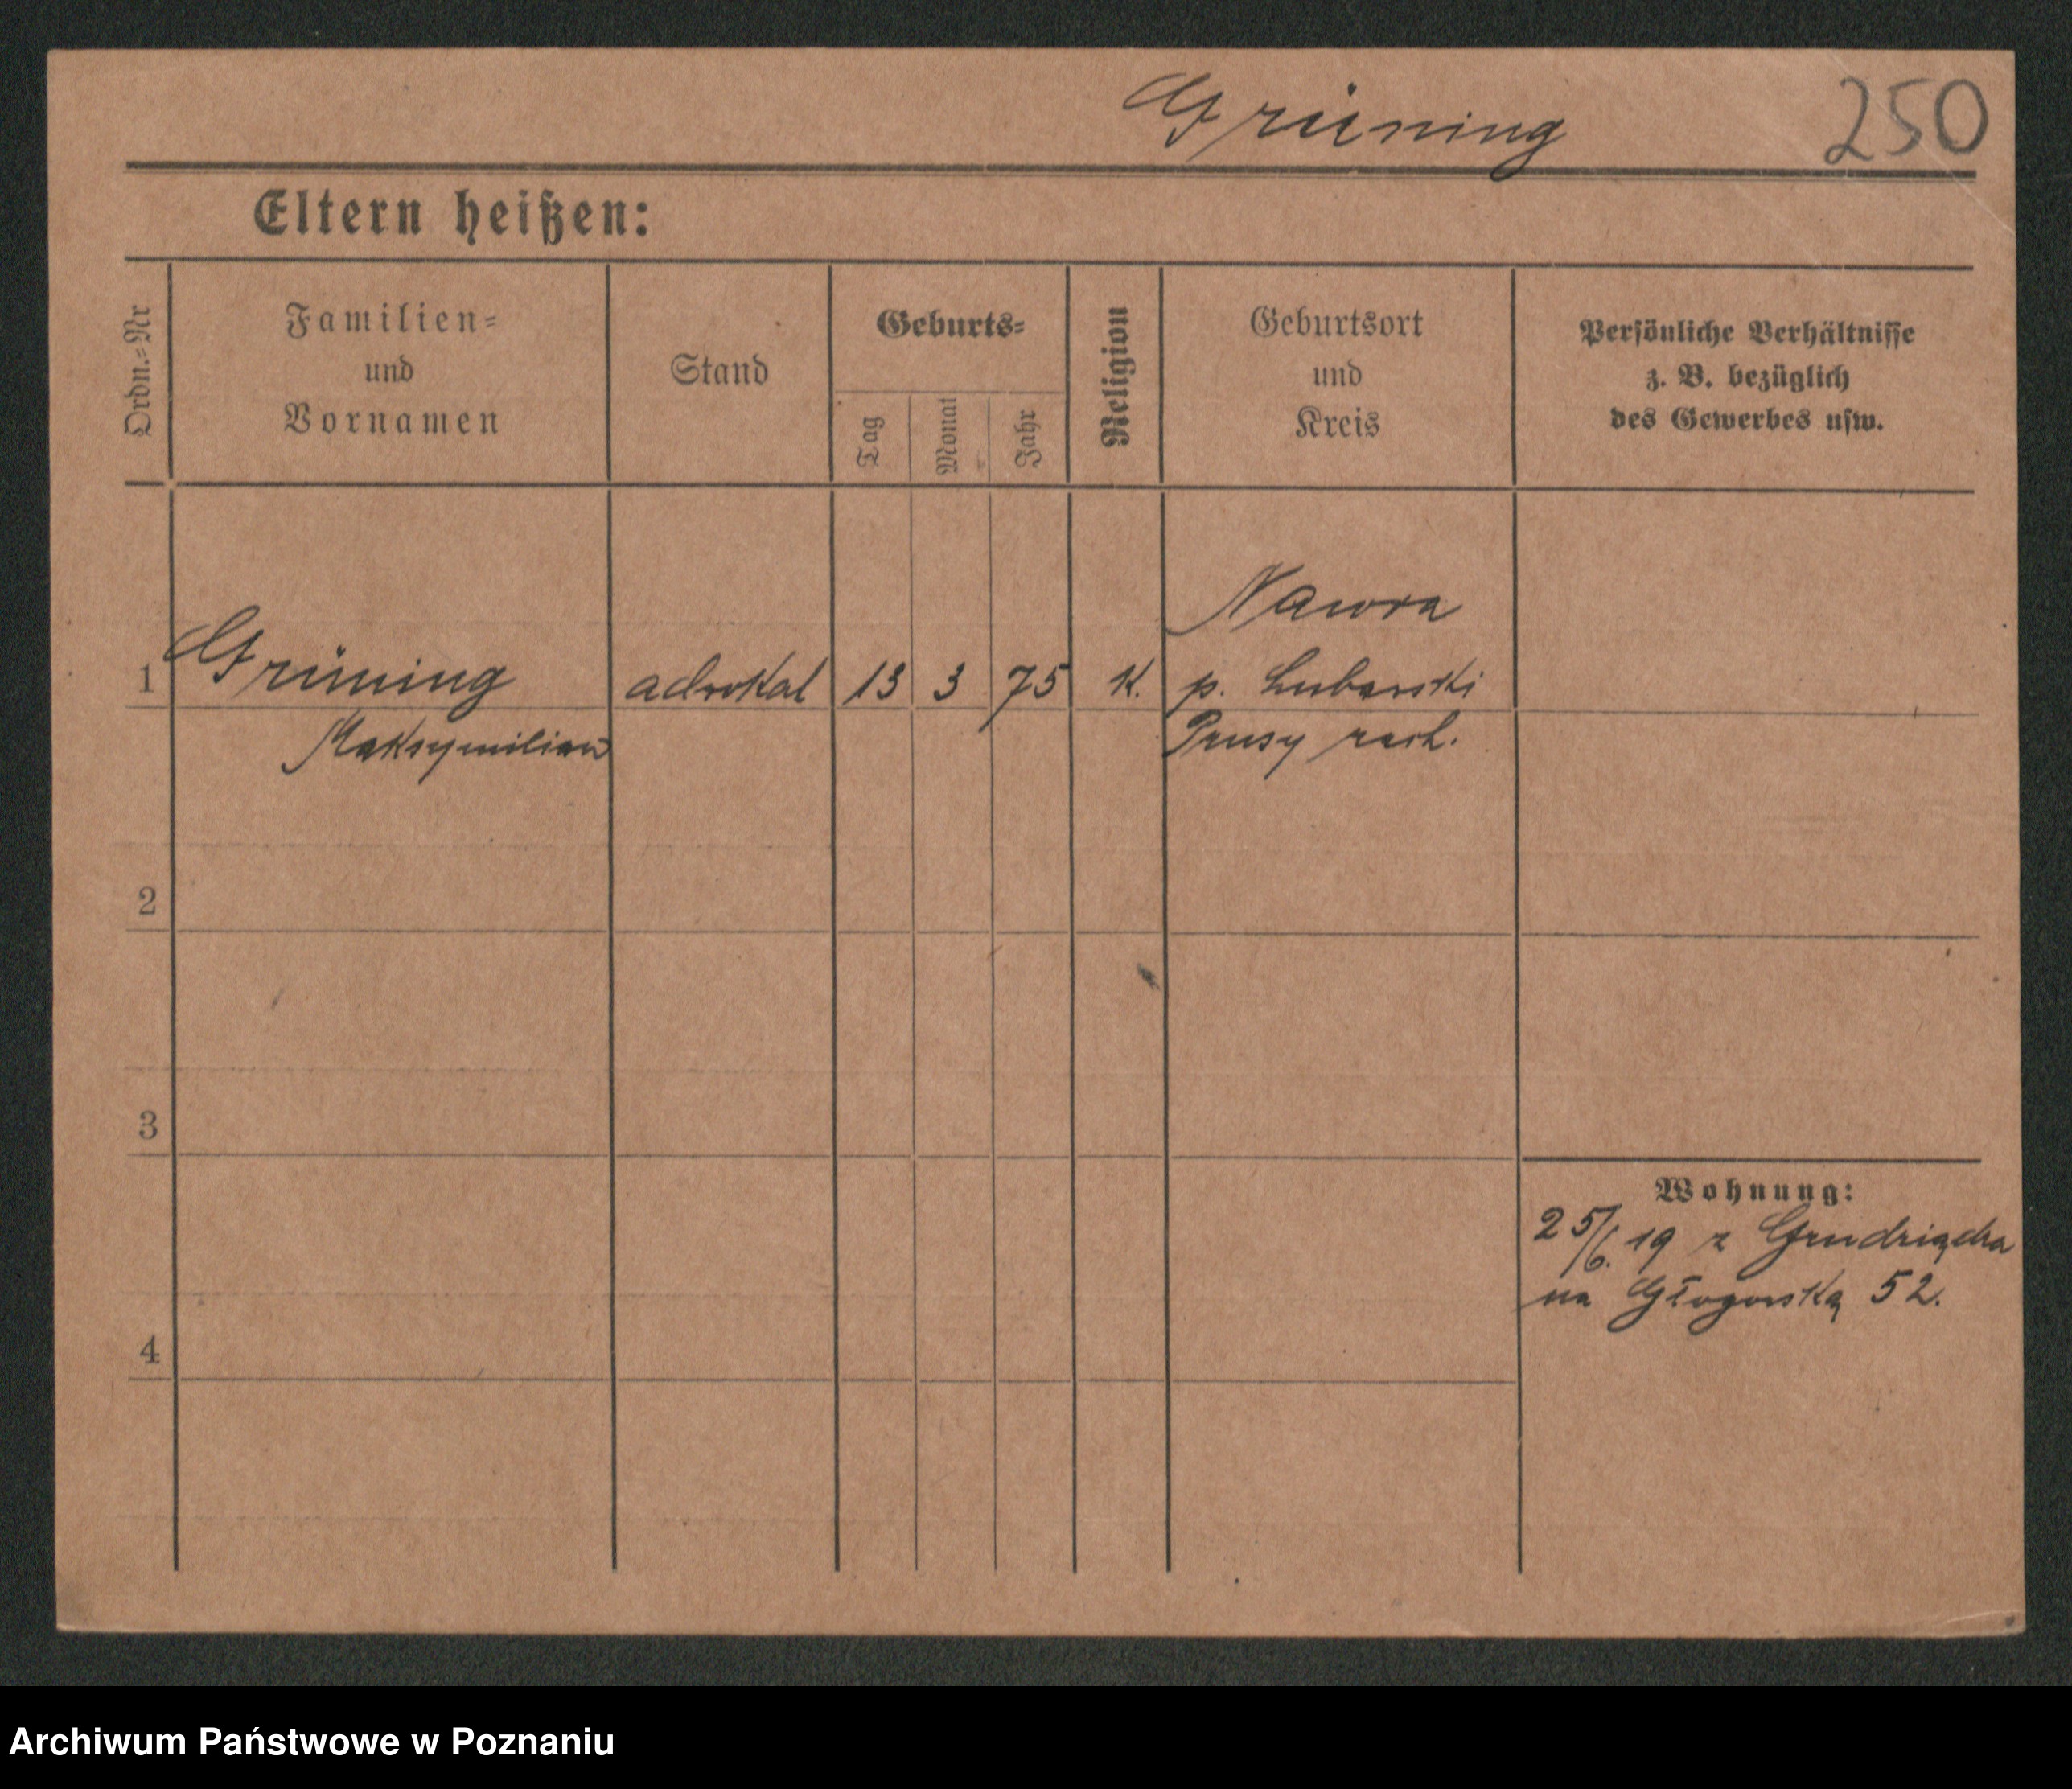 Grüning 250
Eltern heißen:
Ordn.=Nr
Familien=
und
Vornamen
Stand
Geburts=
Tag
Monat
Jahr
Religion
Geburtsort
und
Kreis
Persönliche Verhältnisse
z. B. bezüglich
des Gewerbes usw.
Nawra
1 Grüning adwokat 13 3 75 K. p. Lubawski
Maksymilian Prusy zach.
2
3
Wohnung:
25/6. 19 z Grudziądza
na Głogowską 52.
4
Archiwum Państwowe w Poznaniu